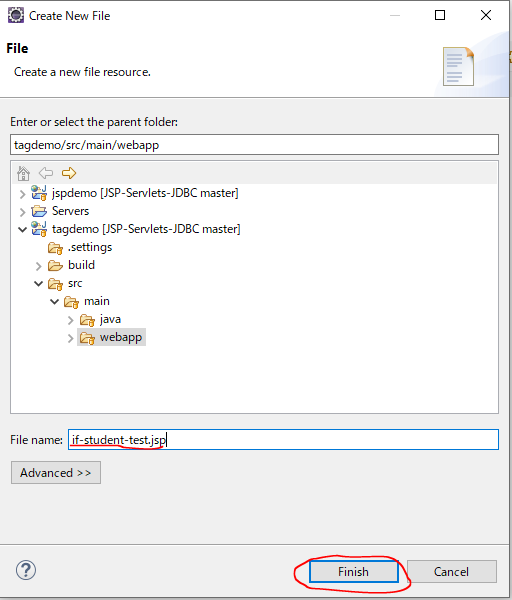 Create New File
File
Create a new file resource.
Enter or select the parent folder:
tagdemo/src/main/webapp
jspdemo [JSP-Servlets-JDBC master]
Servers
tagdemo [JSP-Servlets-JDBC master]
.settings
build
src
main
java
webapp
File name: if-student-test.jsp
Advanced >>
? Finish Cancel